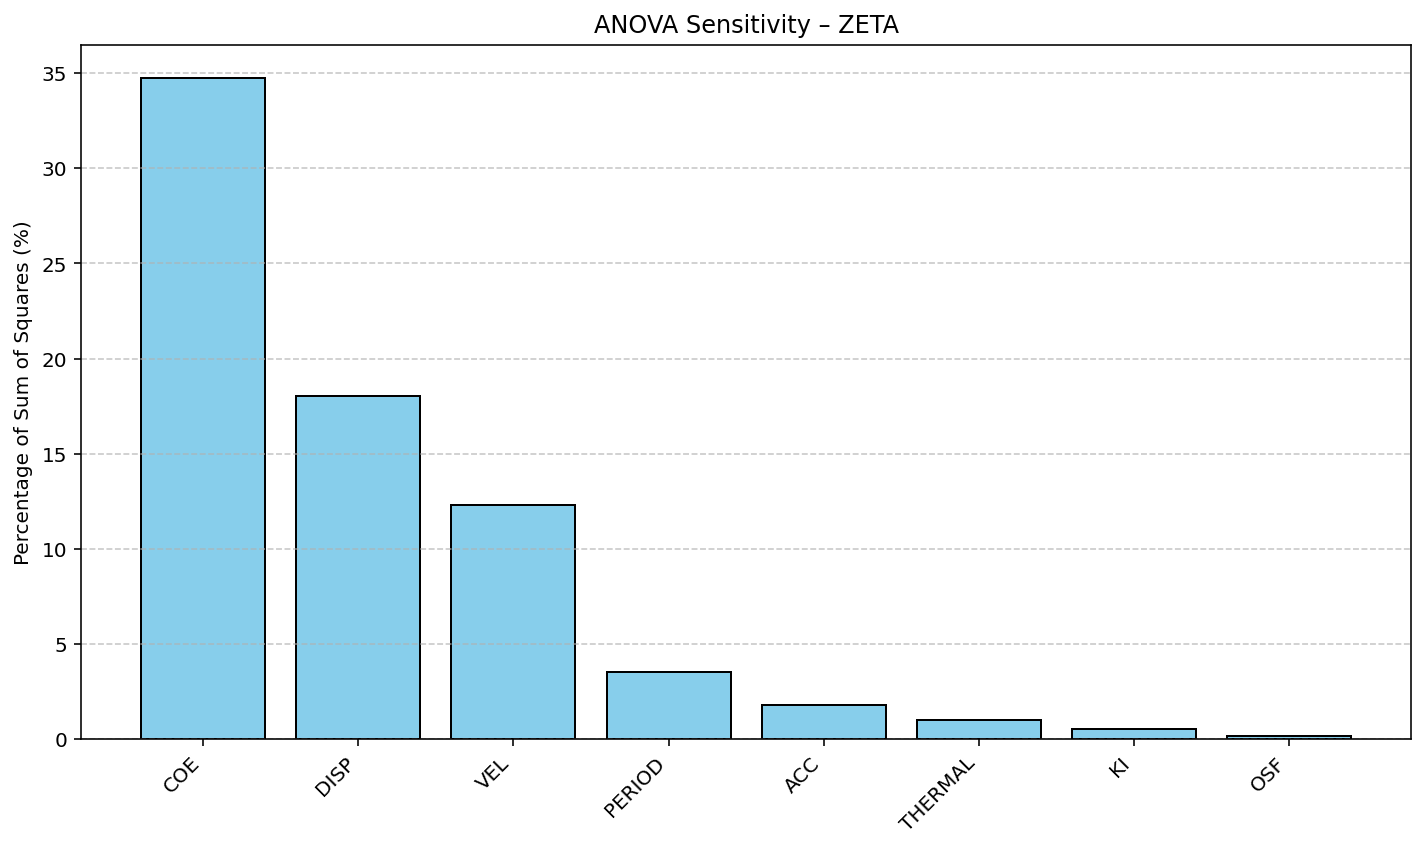 ANOVA Sensitivity – ZETA
Percentage of Sum of Squares (%)
35
30
25
20
15
10
5
0
COE
DISP
VEL
PERIOD
ACC
THERMAL
KI
OSF